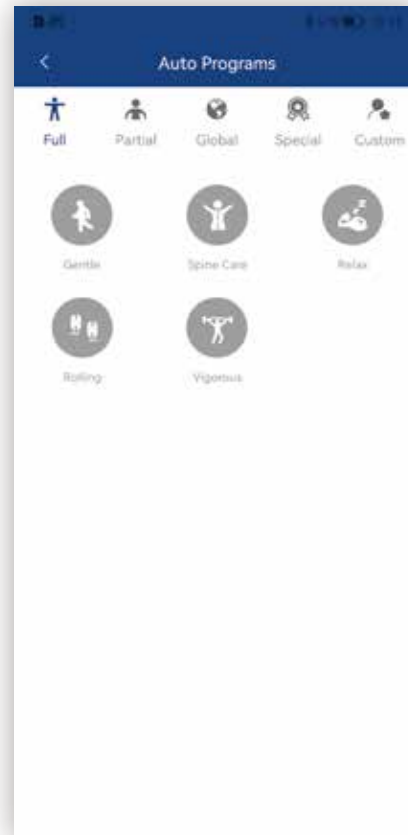 Auto Programs
Full Partial Global Special Custom
Gentle Spine Care Relax
Rolling Vigorous